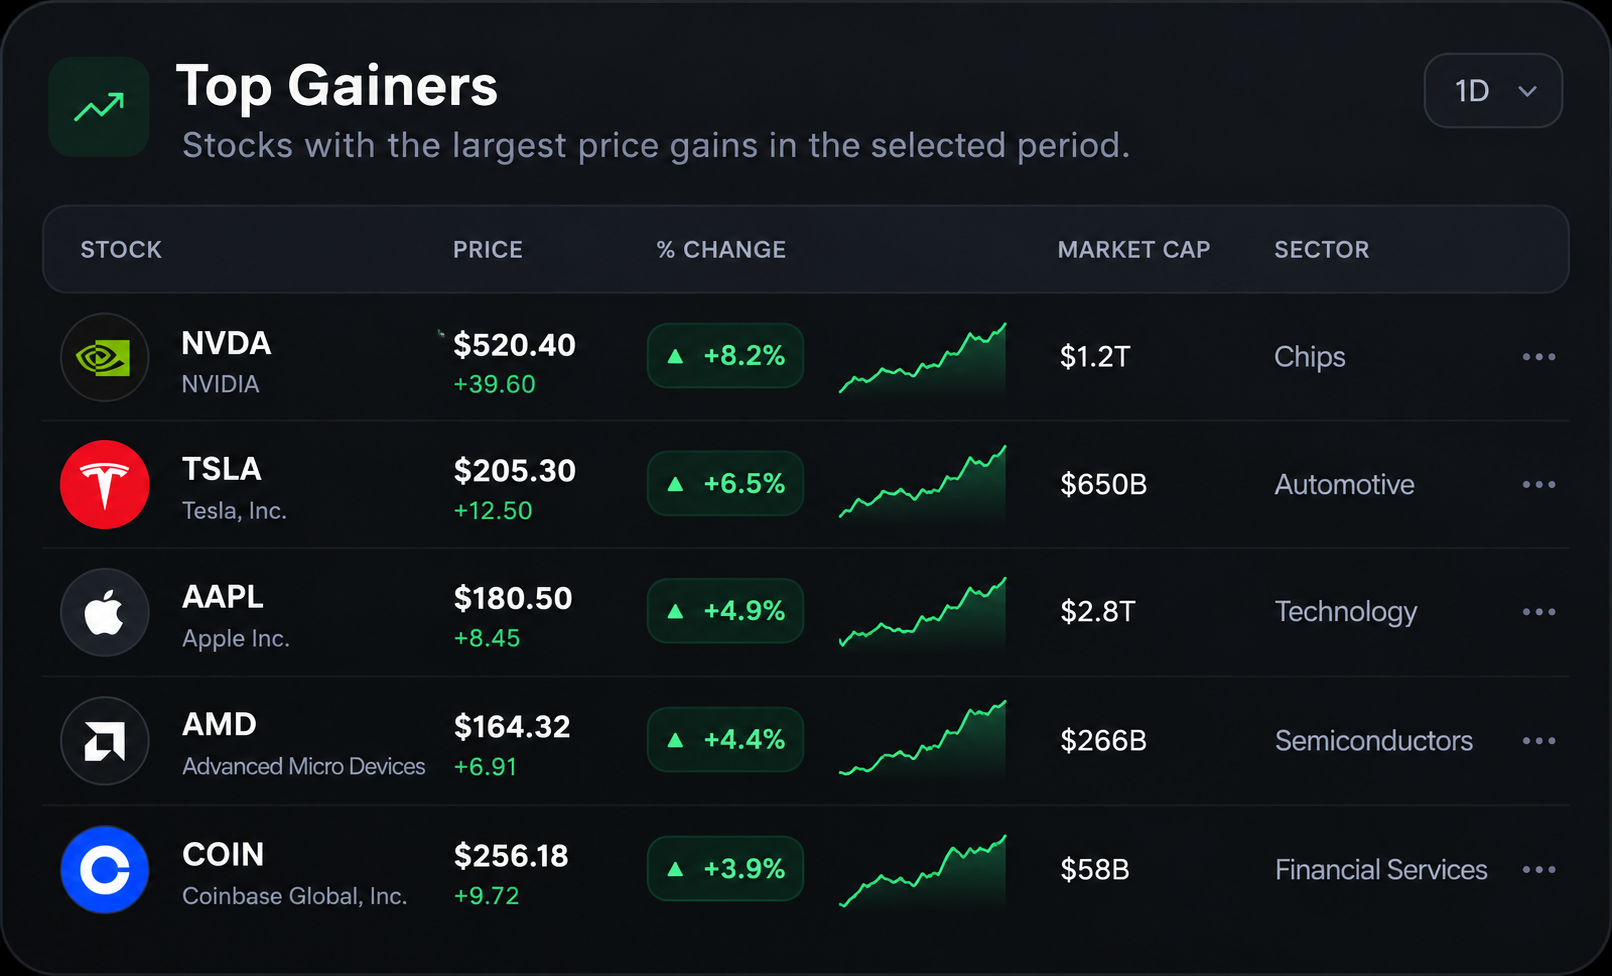 Top Gainers
1D
Stocks with the largest price gains in the selected period.
STOCK PRICE % CHANGE MARKET CAP SECTOR
NVDA $520.40 ▲ +8.2% $1.2T Chips
NVIDIA +39.60
TSLA $205.30 ▲ +6.5% $650B Automotive
Tesla, Inc. +12.50
AAPL $180.50 ▲ +4.9% $2.8T Technology
Apple Inc. +8.45
AMD $164.32 ▲ +4.4% $266B Semiconductors
Advanced Micro Devices +6.91
COIN $256.18 ▲ +3.9% $58B Financial Services
Coinbase Global, Inc. +9.72